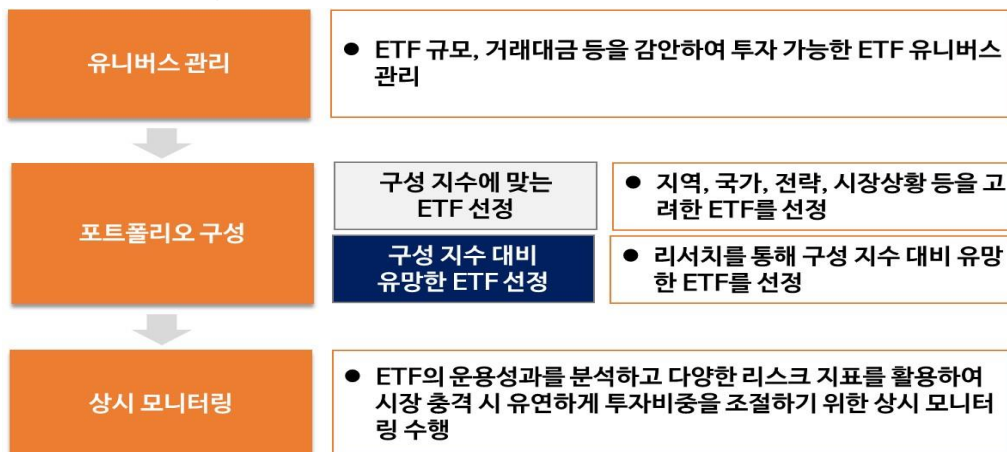 유니버스 관리
● ETF 규모, 거래대금 등을 감안하여 투자 가능한 ETF 유니버스
관리
포트폴리오 구성
구성 지수에 맞는
ETF 선정
● 지역, 국가, 전략, 시장상황 등을 고
려한 ETF를 선정
구성 지수 대비
유망한 ETF 선정
● 리서치를 통해 구성 지수 대비 유망
한 ETF를 선정
상시 모니터링
● ETF의 운용성과를 분석하고 다양한 리스크 지표를 활용하여
시장 충격 시 유연하게 투자비중을 조절하기 위한 상시 모니터
링 수행